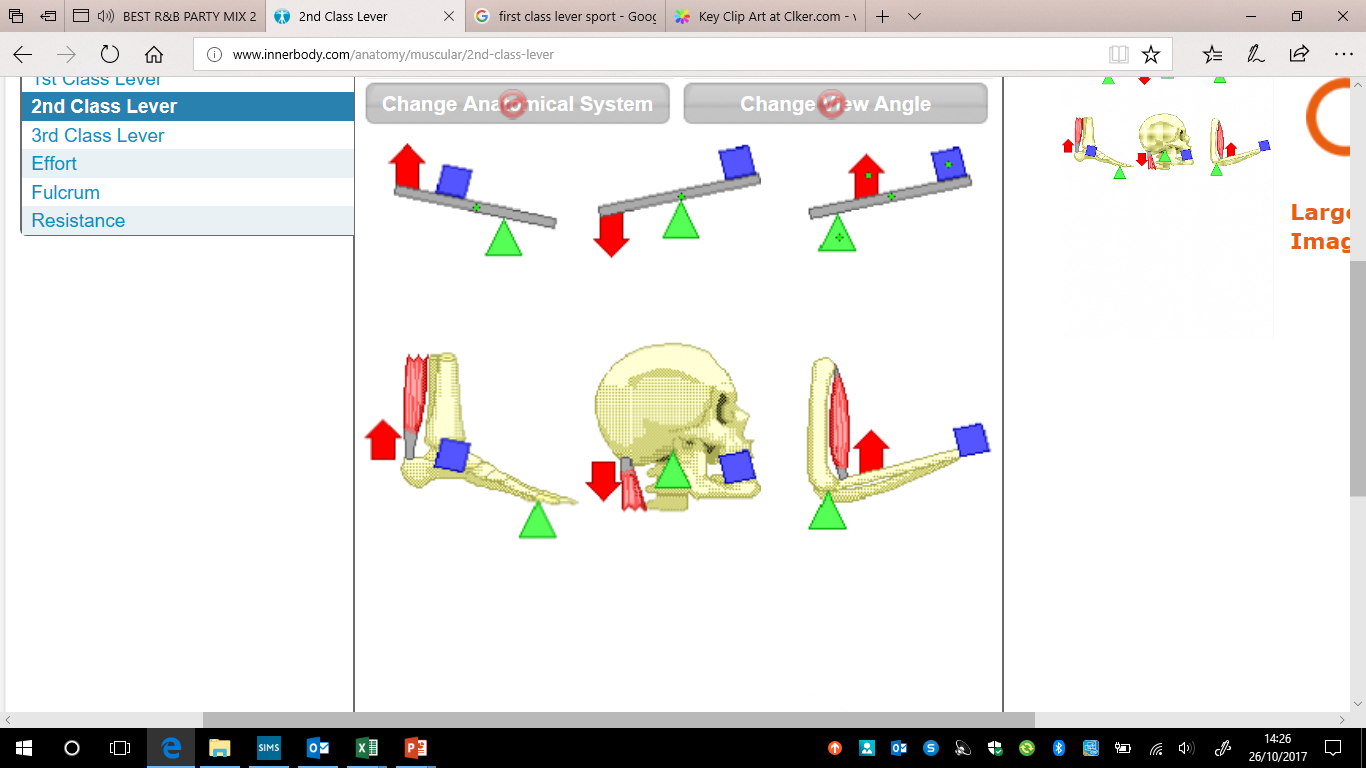 BEST R&B PARTY MIX 2
2nd Class Lever
first class lever sport - Goog
Key Clip Art at Clker.com - v
www.innerbody.com/anatomy/muscular/2nd-class-lever
1st Class Lever
2nd Class Lever
3rd Class Lever
Effort
Fulcrum
Resistance
Change Anatomical System
Change View Angle
Large
Imag
SIMS
14:26
26/10/2017